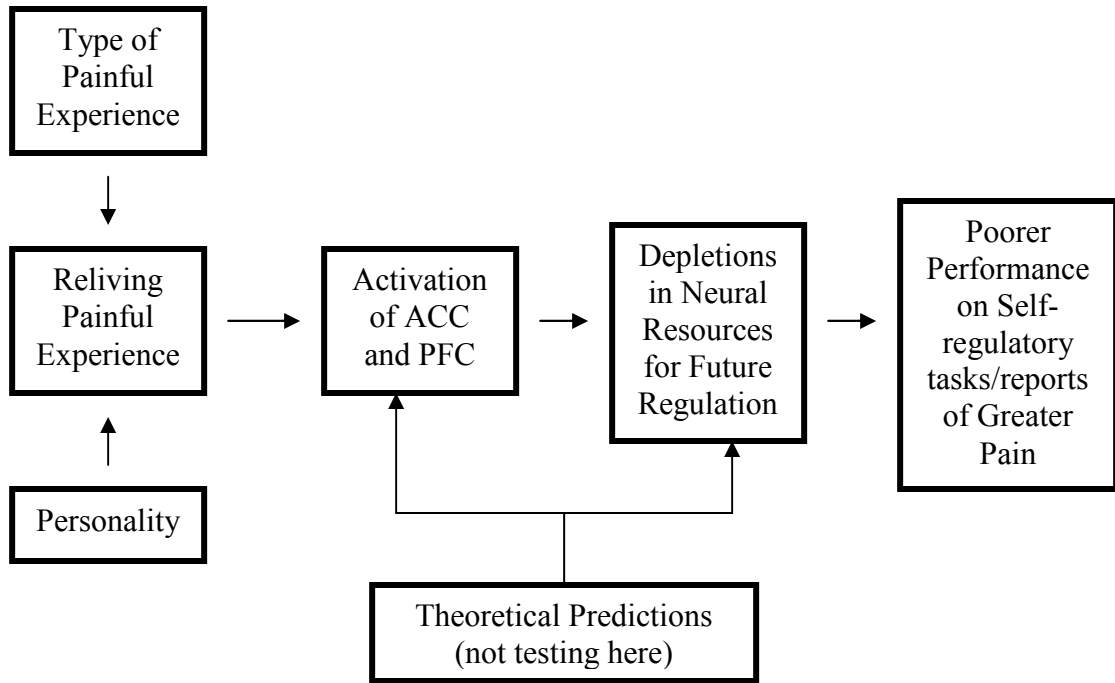 Type of
Painful
Experience
Reliving
Painful
Experience
Personality
Activation
of ACC
and PFC
Depletions
in Neural
Resources
for Future
Regulation
Poorer
Performance
on Self-
regulatory
tasks/reports
of Greater
Pain
Theoretical Predictions
(not testing here)